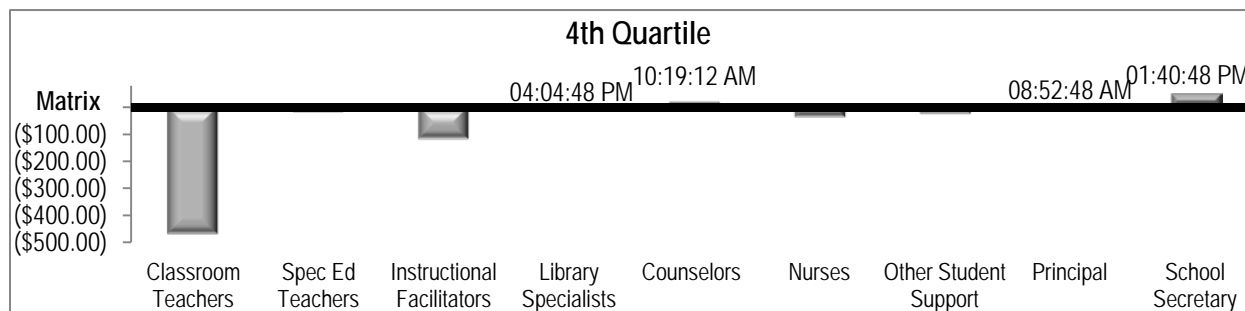 4th Quartile
04:04:48 PM
10:19:12 AM
08:52:48 AM
01:40:48 PM
Matrix
($100.00)
($200.00)
($300.00)
($400.00)
($500.00)
Classroom
Teachers
Spec Ed
Teachers
Instructional
Facilitators
Library
Specialists
Counselors
Nurses
Other Student
Support
Principal
School
Secretary